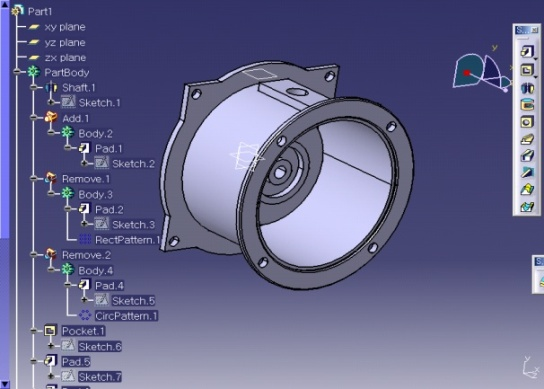 Part1
xy plane
yz plane
zx plane
PartBody
Shaft.1
Sketch.1
Add.1
Body.2
Pad.1
Sketch.2
Remove.1
Body.3
Pad.2
Sketch.3
RectPattern.1
Remove.2
Body.4
Pad.4
Sketch.5
CircPattern.1
Pocket.1
Sketch.6
Pad.5
Sketch.7
y